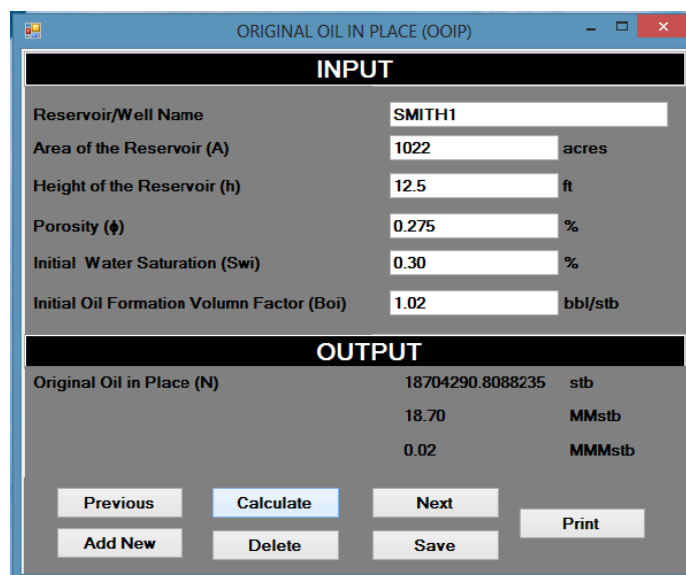 ORIGINAL OIL IN PLACE (OOIP)
INPUT
Reservoir/Well Name SMITH1
Area of the Reservoir (A) 1022 acres
Height of the Reservoir (h) 12.5 ft
Porosity (ϕ) 0.275 %
Initial Water Saturation (Swi) 0.30 %
Initial Oil Formation Volumn Factor (Boi) 1.02 bbl/stb
OUTPUT
Original Oil in Place (N) 18704290.8088235 stb
18.70 MMstb
0.02 MMMstb
Previous Calculate Next
Print
Add New Delete Save